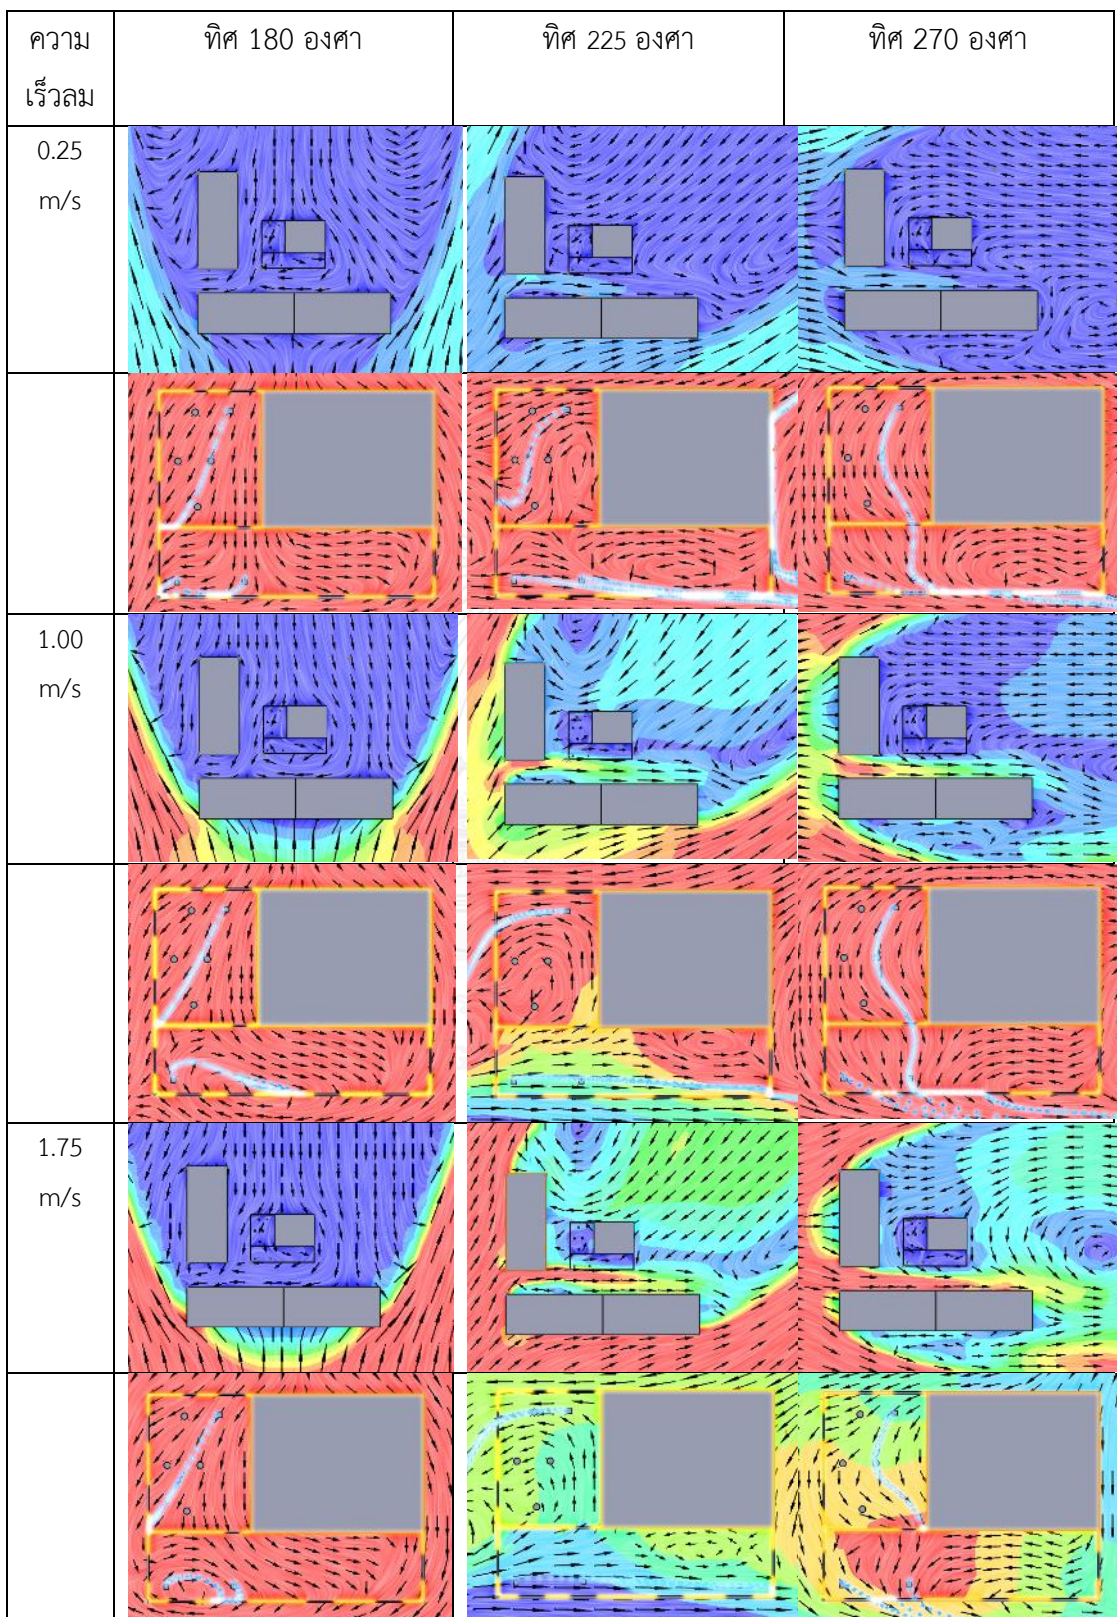 ความ
เร็วลม
ทิศ 180 องศา
ทิศ 225 องศา
ทิศ 270 องศา
0.25
m/s
1.00
m/s
1.75
m/s